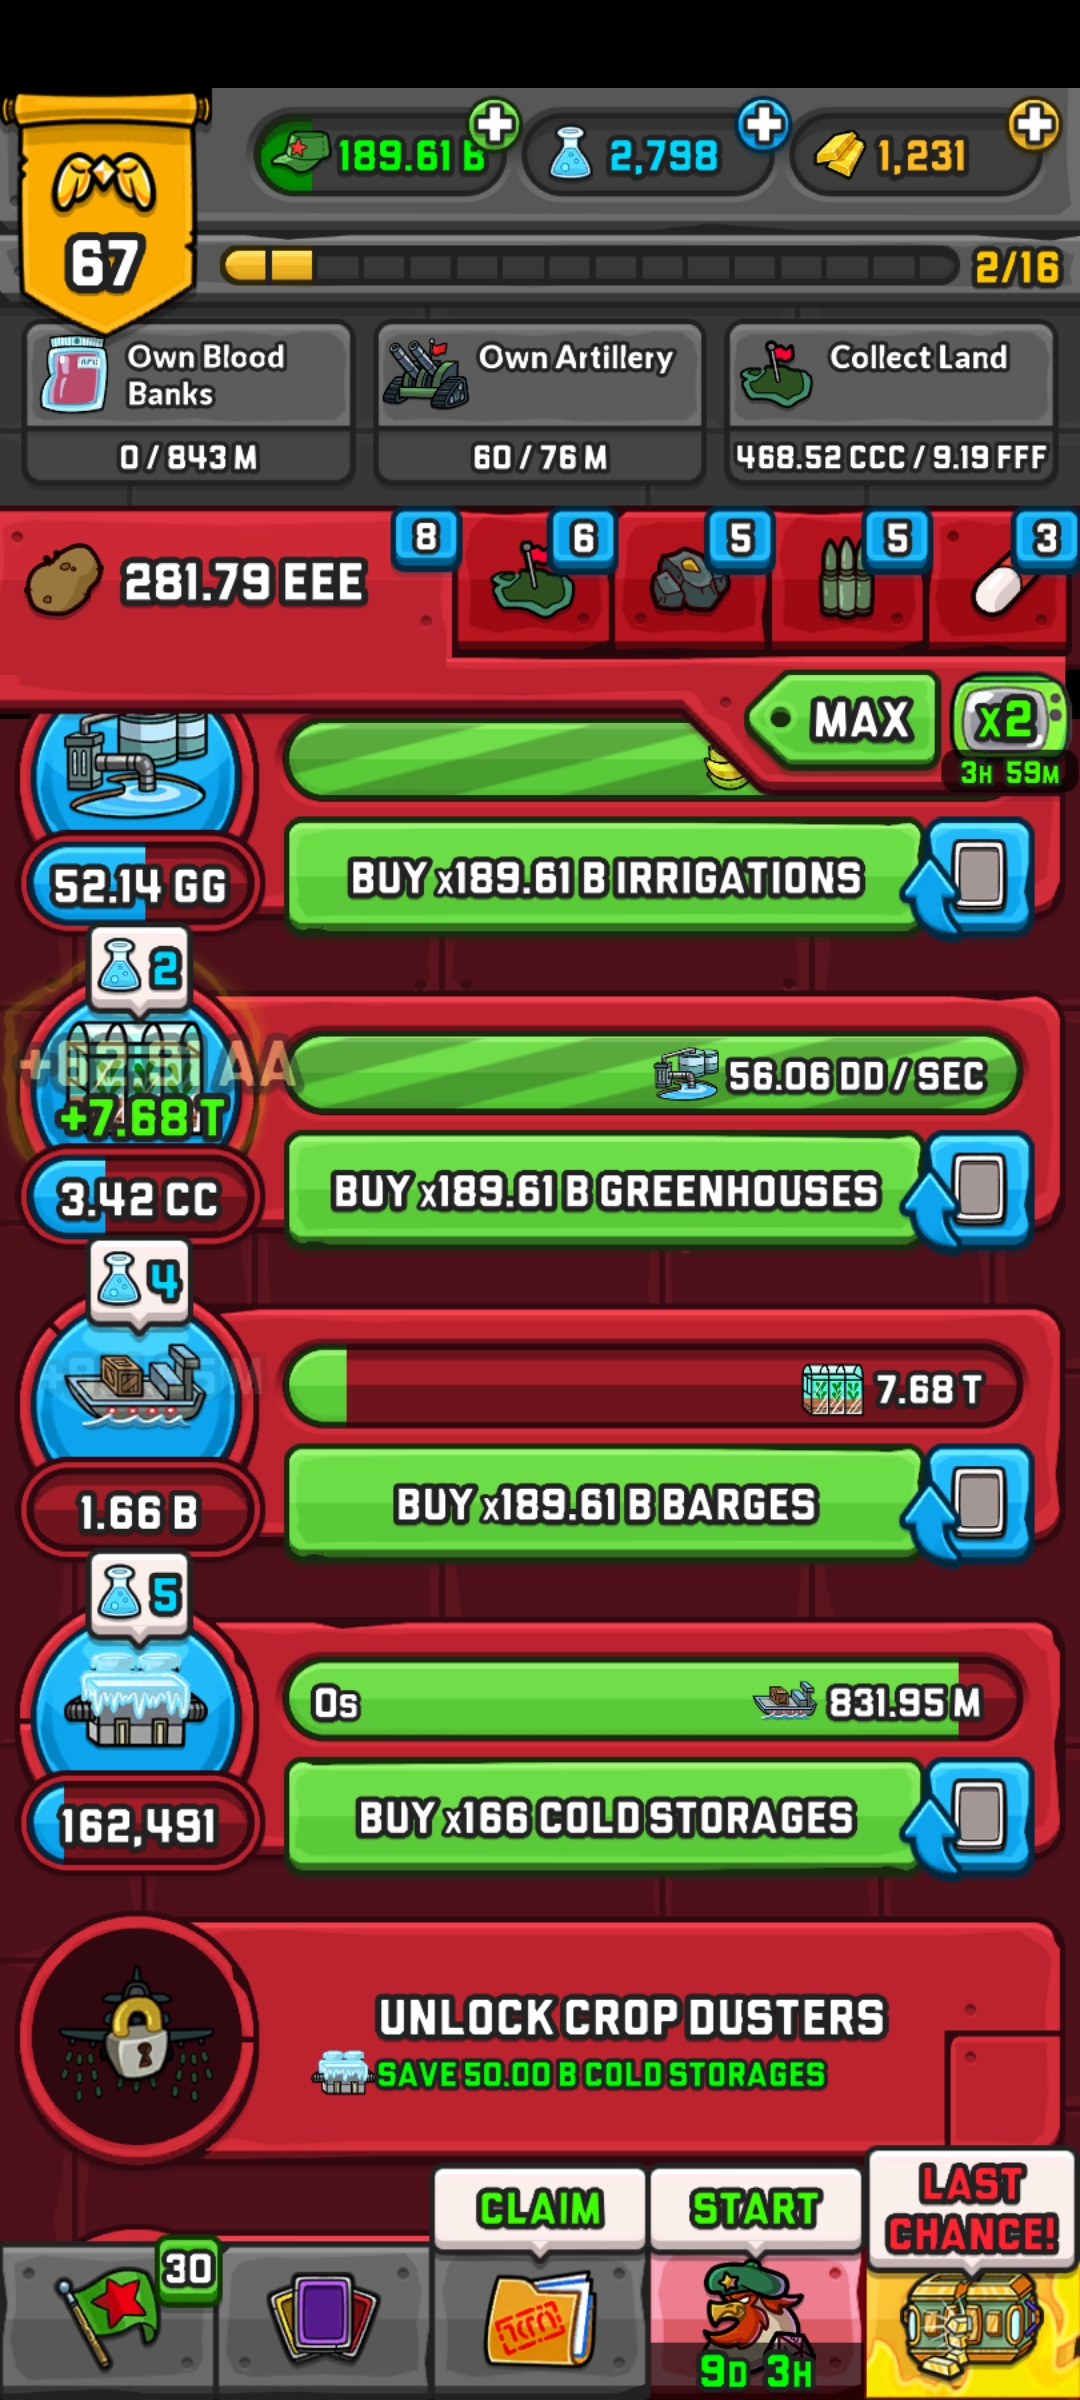 189.61 B
2,798
1,231
67
2/16
Own Blood
Banks
0 / 843 M
Own Artillery
60 / 76 M
Collect Land
468.52 CCC / 9.19 FFF
281.79 EEE
8
6
5
5
3
MAX
x2
3H 59M
52.14 GG
BUY x189.61 B IRRIGATIONS
2
+7.68 T
56.06 DD / SEC
3.42 CC
BUY x189.61 B GREENHOUSES
4
7.68 T
1.66 B
BUY x189.61 B BARGES
5
0s
831.95 M
162,491
BUY x166 COLD STORAGES
UNLOCK CROP DUSTERS
SAVE 50.00 B COLD STORAGES
CLAIM
START
LAST
CHANCE!
30
9D 3H